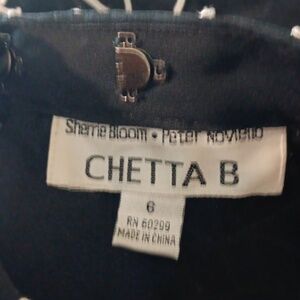 Sherrie Bloom • Peter Noviello
CHETTA B
6
RN 60299
MADE IN CHINA